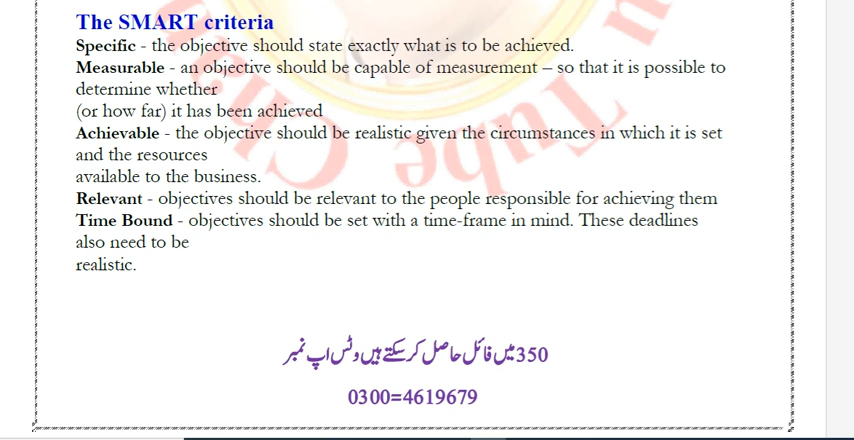 The SMART criteria
Specific - the objective should state exactly what is to be achieved.
Measurable - an objective should be capable of measurement – so that it is possible to
determine whether
(or how far) it has been achieved
Achievable - the objective should be realistic given the circumstances in which it is set
and the resources
available to the business.
Relevant - objectives should be relevant to the people responsible for achieving them
Time Bound - objectives should be set with a time-frame in mind. These deadlines
also need to be
realistic.
350 میں فائل حاصل کر سکتے ہیں وٹس اپ نمبر
0300=4619679
Tube